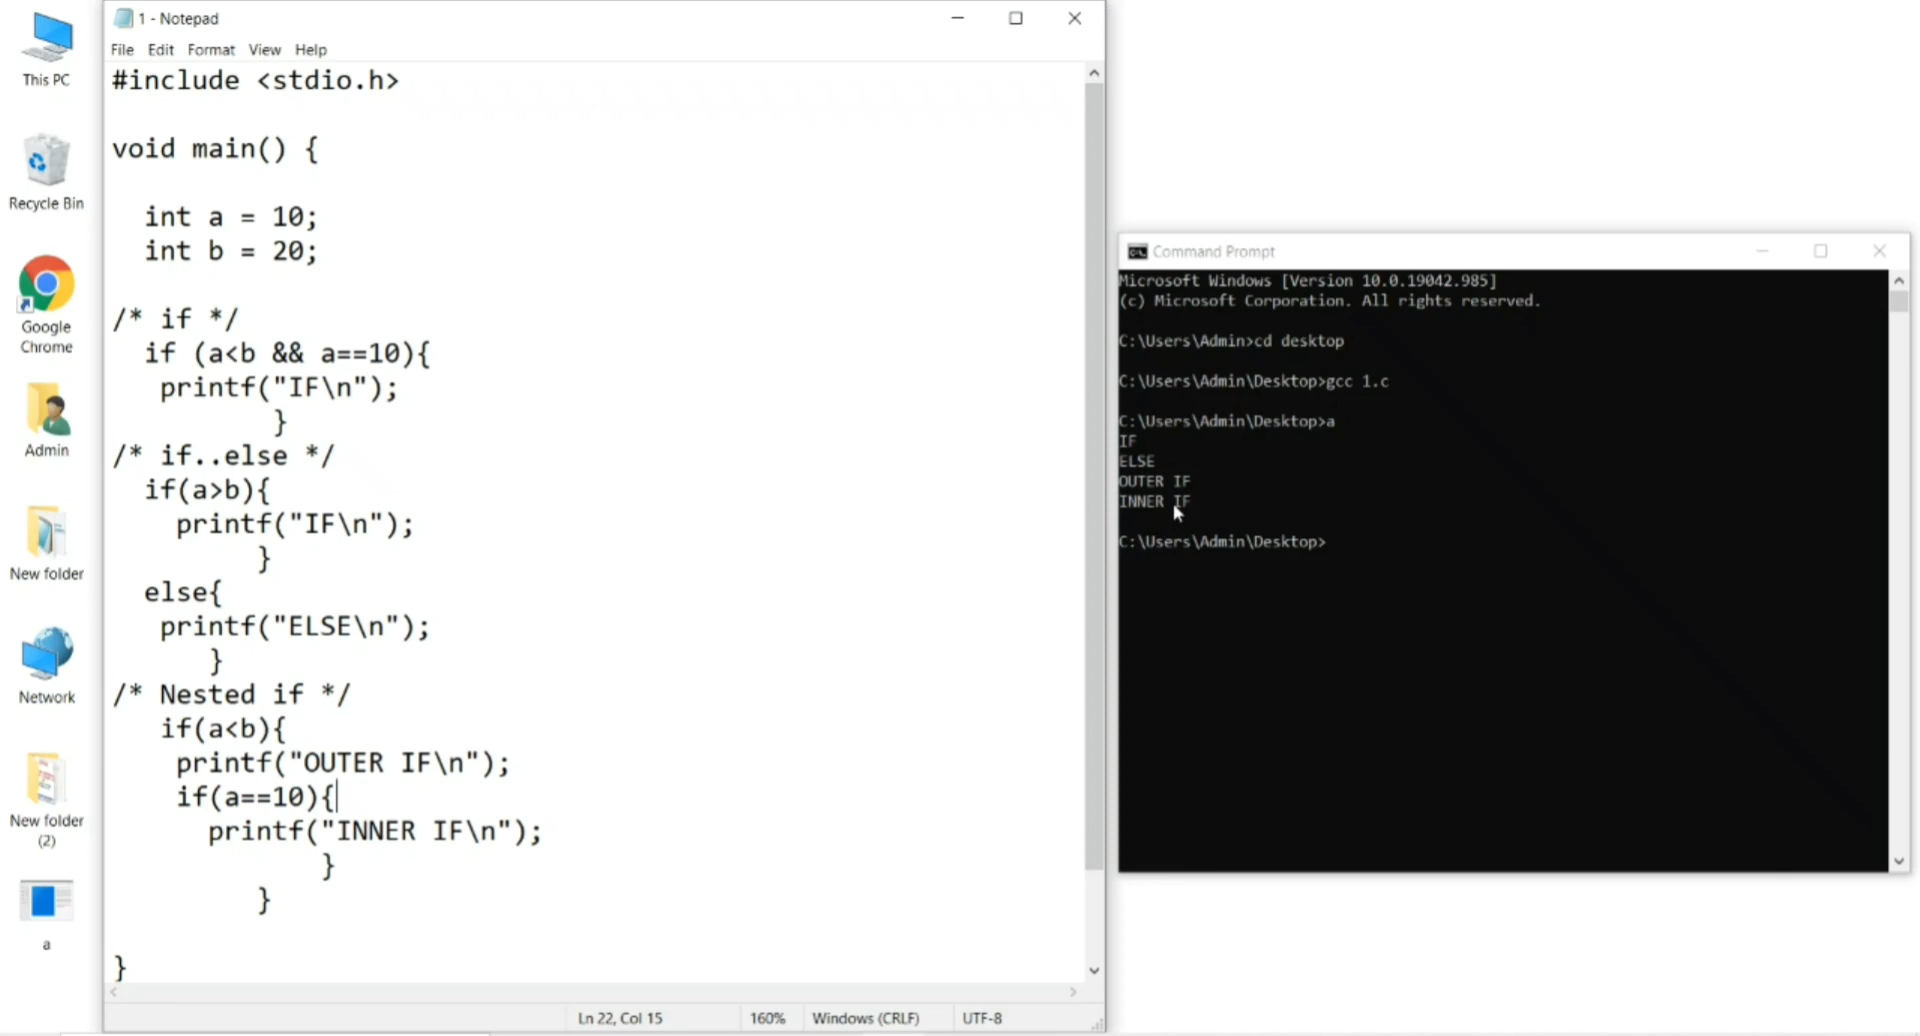 This PC
Recycle Bin
Google
Chrome
Admin
New folder
Network
New folder
(2)
a
1 - Notepad
File Edit Format View Help
#include <stdio.h>
void main() {
int a = 10;
int b = 20;
/* if */
if (a<b && a==10){
printf("IF\n");
}
/* if..else */
if(a>b){
printf("IF\n");
}
else{
printf("ELSE\n");
}
/* Nested if */
if(a<b){
printf("OUTER IF\n");
if(a==10){
printf("INNER IF\n");
}
}
}
Ln 22, Col 15 160% Windows (CRLF) UTF-8
Command Prompt
Microsoft Windows [Version 10.0.19042.985]
(c) Microsoft Corporation. All rights reserved.
C:\Users\Admin>cd desktop
C:\Users\Admin\Desktop>gcc 1.c
C:\Users\Admin\Desktop>a
IF
ELSE
OUTER IF
INNER IF
C:\Users\Admin\Desktop>